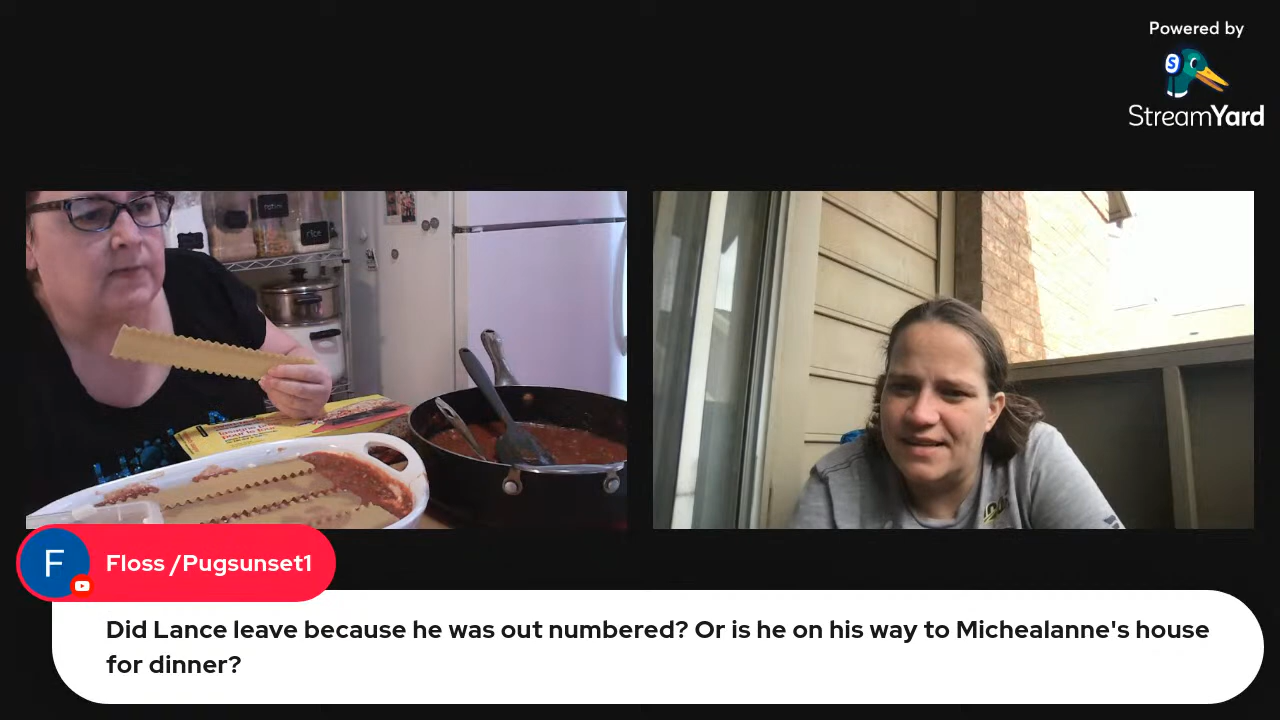 Powered by
S
StreamYard
rice
F
Floss /Pugsunset1
Did Lance leave because he was out numbered? Or is he on his way to Michealanne's house
for dinner?